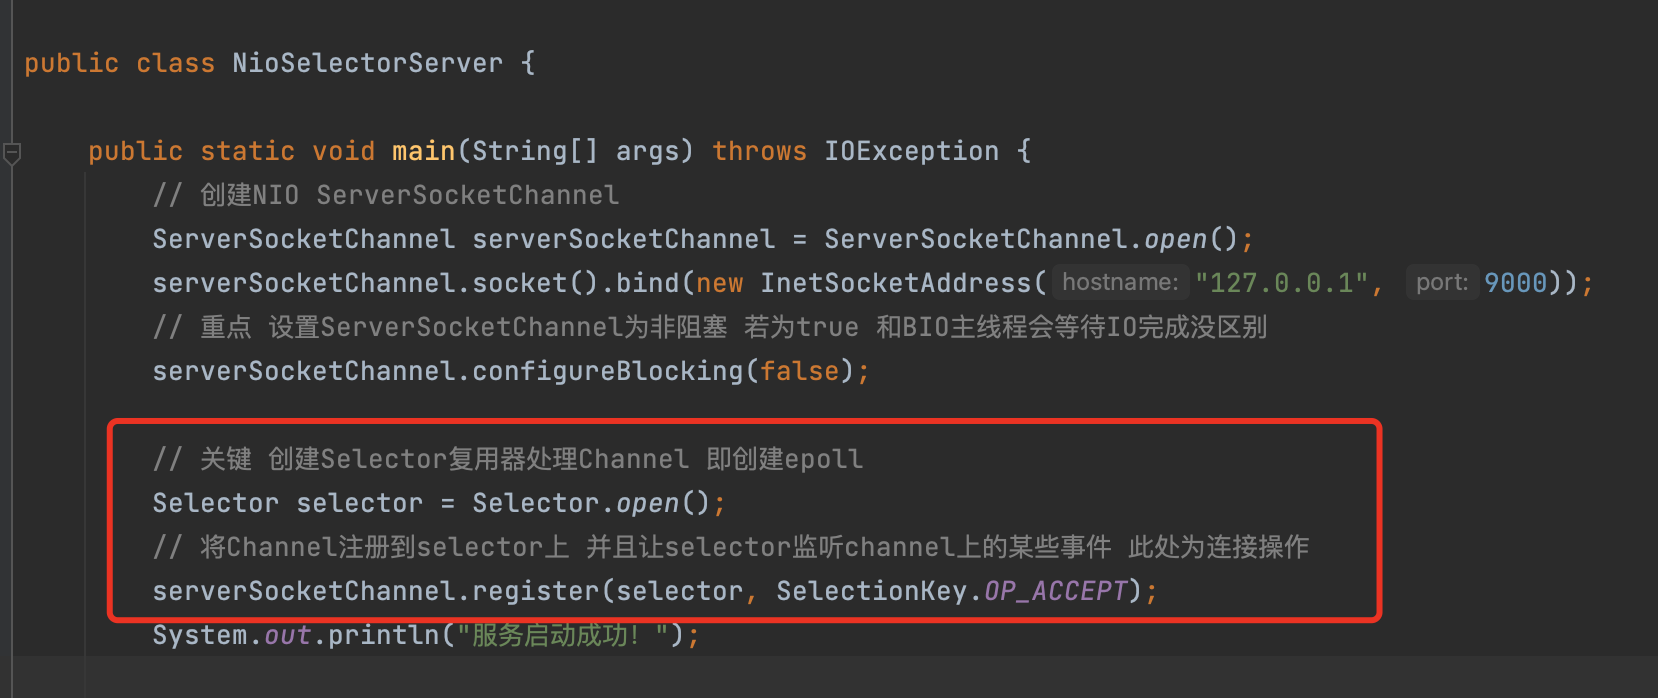 public class NioSelectorServer {
public static void main(String[] args) throws IOException {
// 创建NIO ServerSocketChannel
ServerSocketChannel serverSocketChannel = ServerSocketChannel.open();
serverSocketChannel.socket().bind(new InetSocketAddress( hostname: "127.0.0.1", port: 9000));
// 重点 设置ServerSocketChannel为非阻塞 若为true 和BIO主线程会等待IO完成没区别
serverSocketChannel.configureBlocking(false);
// 关键 创建Selector复用器处理Channel 即创建epoll
Selector selector = Selector.open();
// 将Channel注册到selector上 并且让selector监听channel上的某些事件 此处为连接操作
serverSocketChannel.register(selector, SelectionKey.OP_ACCEPT);
System.out.println("服务启动成功！");